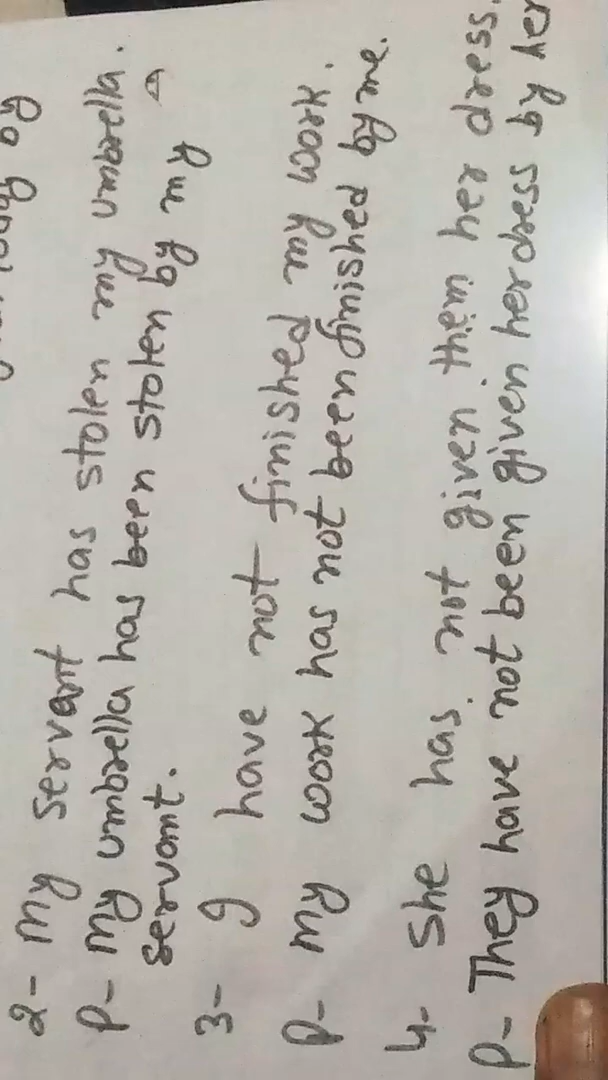 by
2- My servant has stolen my umbrella.
P- My umbrella has been stolen by my
servant.
3- I have not finished my work.
P- My work has not been finished by me.
4- She has not given them her dress.
P- They have not been given her dress by her